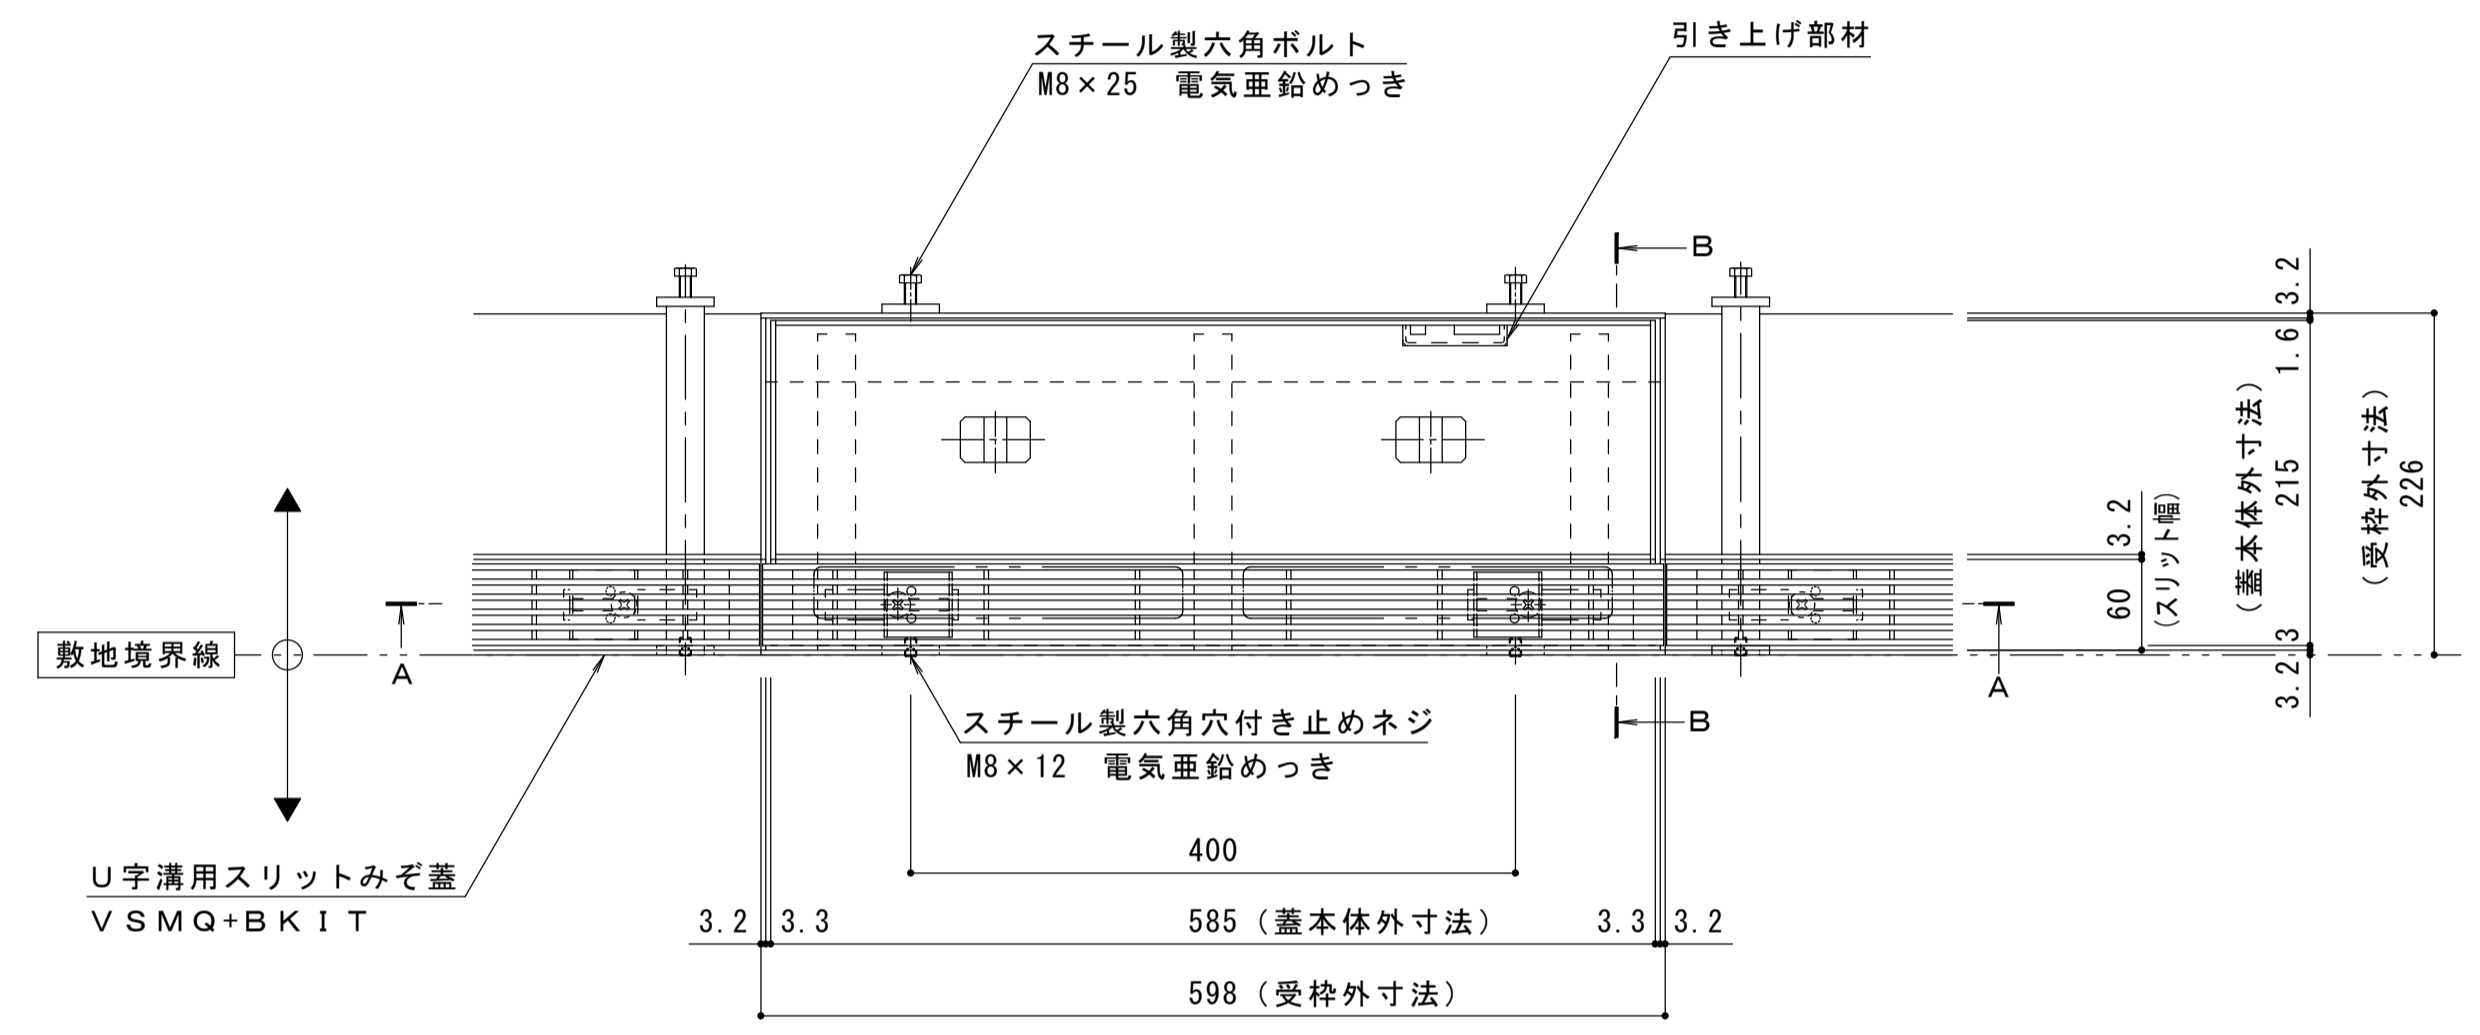 スチール製六角ボルト
M8×25　電気亜鉛めっき
引き上げ部材
B
3.2
1.6
(蓋本体外寸法)
215
(受枠外寸法)
226
3.2
60
(スリット幅)
3
3.2
敷地境界線
A
A
スチール製六角穴付き止めネジ
M8×12　電気亜鉛めっき
B
U字溝用スリットみぞ蓋
VSMQ+BKIT
400
3.2
3.3
585(蓋本体外寸法)
3.3
3.2
598(受枠外寸法)